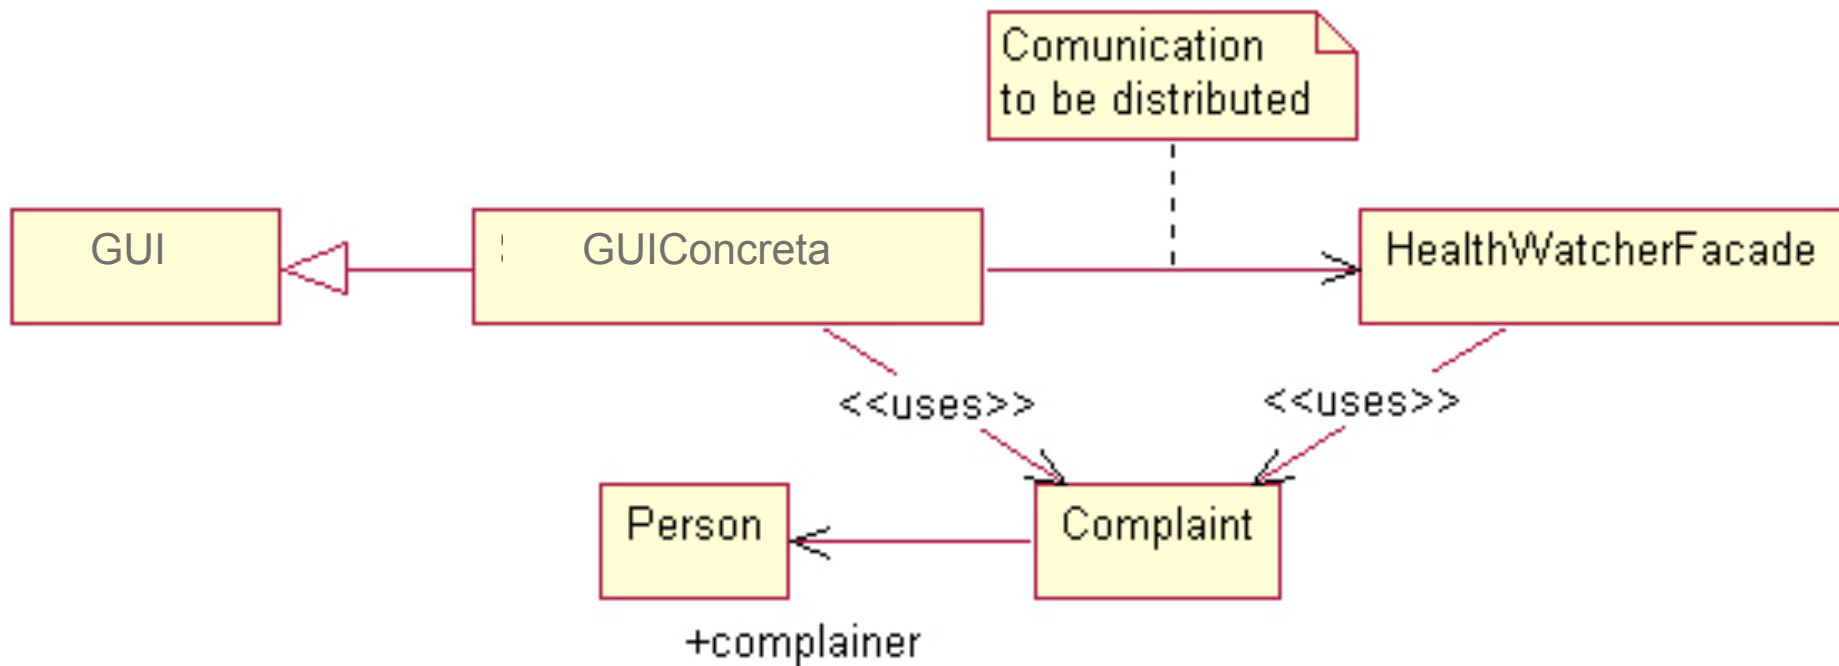 Comunication
to be distributed
GUI
GUIConcreta
HealthWatcherFacade
<<uses>>
<<uses>>
Person
Complaint
+complainer